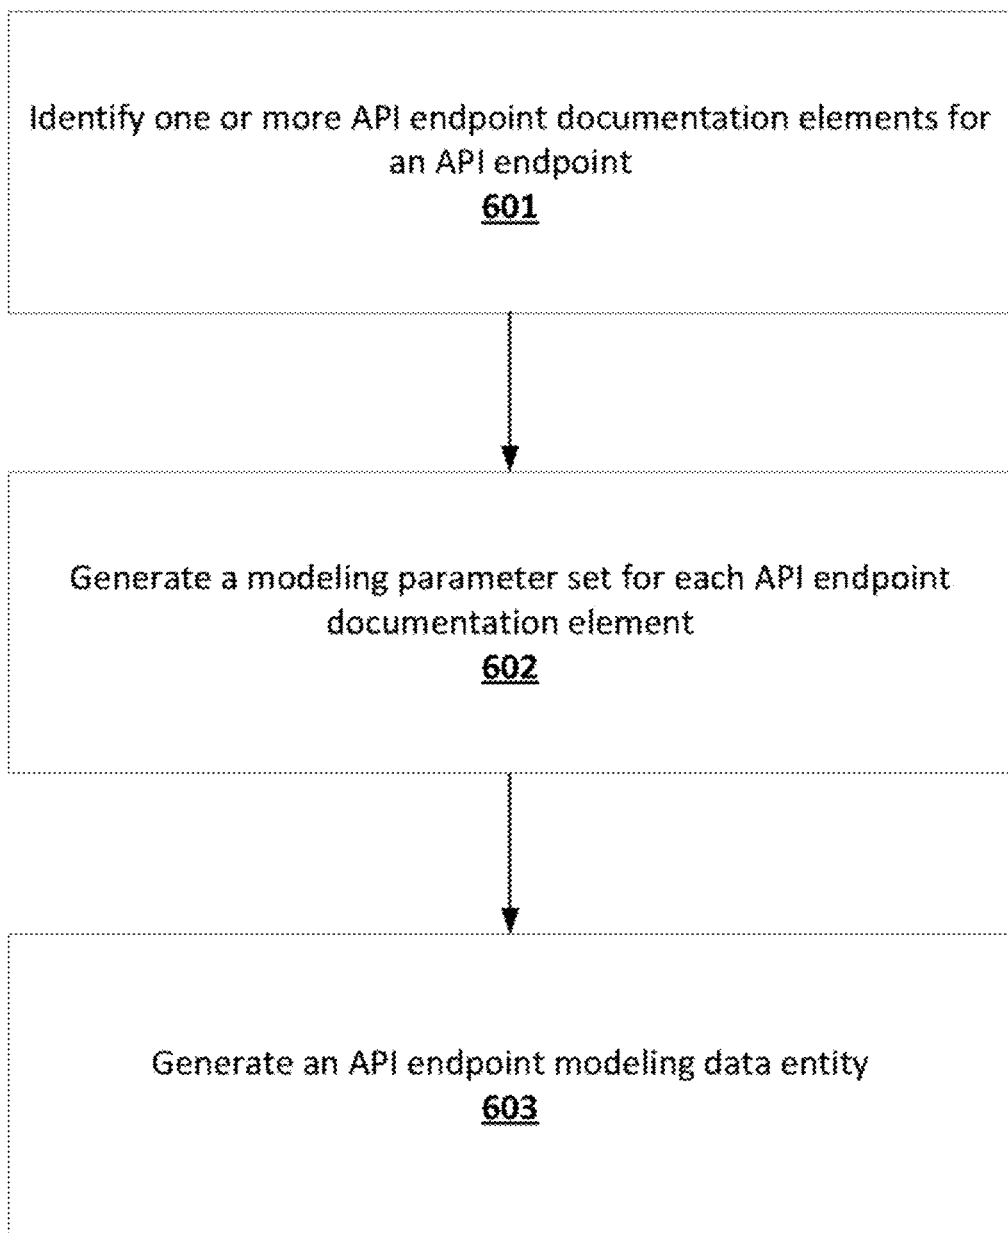 Identify one or more API endpoint documentation elements for
an API endpoint
601
Generate a modeling parameter set for each API endpoint
documentation element
602
Generate an API endpoint modeling data entity
603